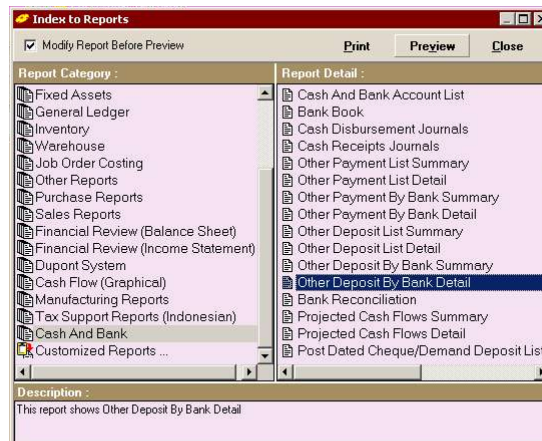 Index to Reports
Modify Report Before Preview
Print
Preview
Close
Report Category :
Fixed Assets
General Ledger
Inventory
Warehouse
Job Order Costing
Other Reports
Purchase Reports
Sales Reports
Financial Review (Balance Sheet)
Financial Review (Income Statement)
Dupont System
Cash Flow (Graphical)
Manufacturing Reports
Tax Support Reports (Indonesian)
Cash And Bank
Customized Reports ...
Report Detail :
Cash And Bank Account List
Bank Book
Cash Disbursement Journals
Cash Receipts Journals
Other Payment List Summary
Other Payment List Detail
Other Payment By Bank Summary
Other Payment By Bank Detail
Other Deposit List Summary
Other Deposit List Detail
Other Deposit By Bank Summary
Other Deposit By Bank Detail
Bank Reconciliation
Projected Cash Flows Summary
Projected Cash Flows Detail
Post Dated Cheque/Demand Deposit List
Description :
This report shows Other Deposit By Bank Detail